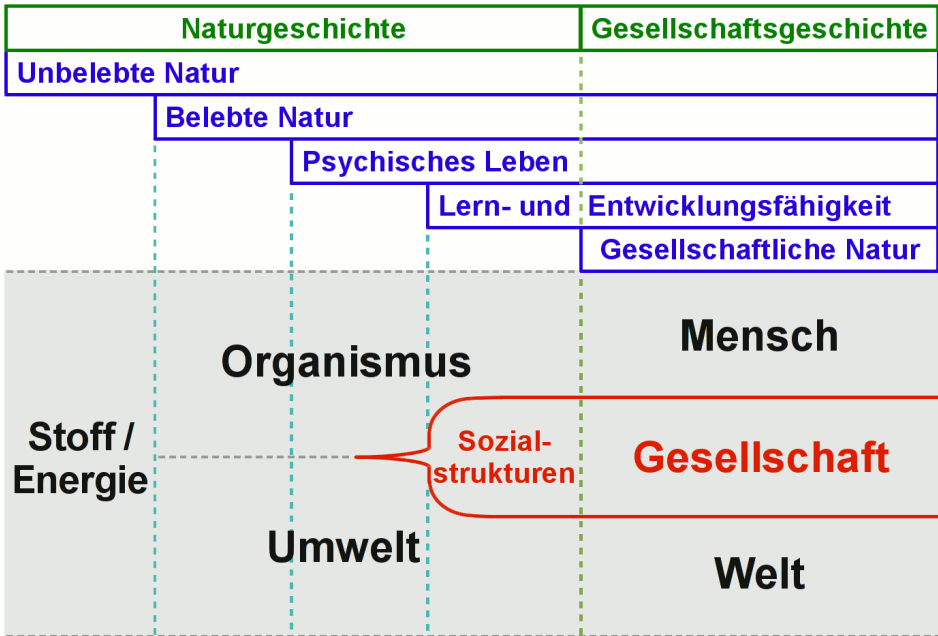 Naturgeschichte
Gesellschaftsgeschichte
Unbelebte Natur
Belebte Natur
Psychisches Leben
Lern- und Entwicklungsfähigkeit
Gesellschaftliche Natur
Mensch
Organismus
Stoff /
Energie
Sozial-
strukturen
Gesellschaft
Umwelt
Welt